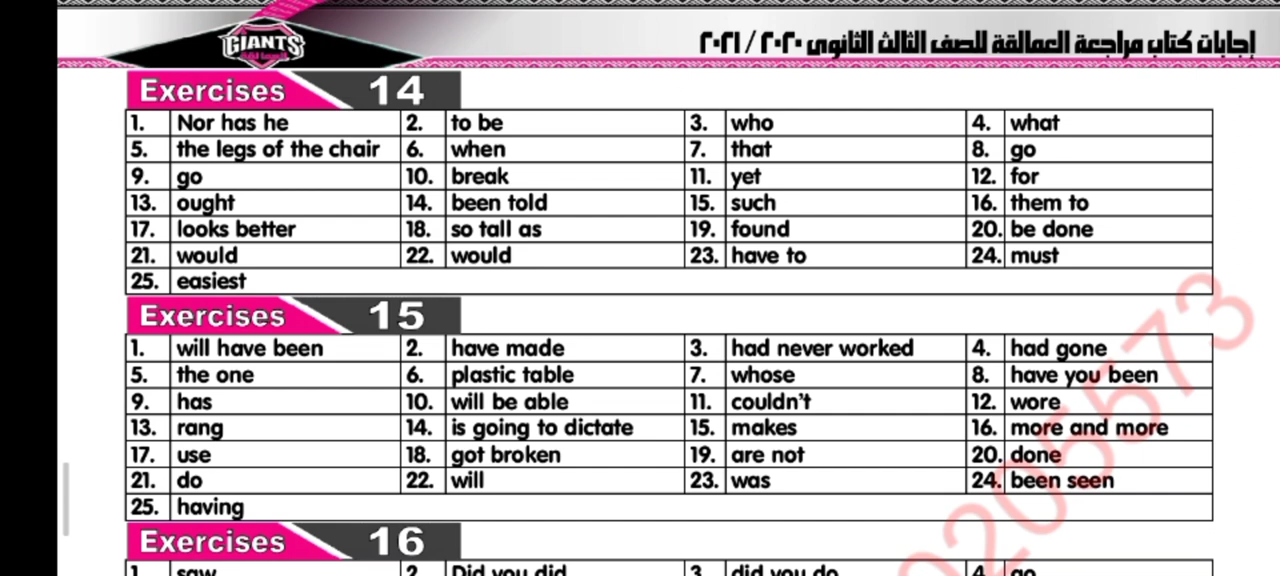 GIANTS
العمالقة
إجابات كتاب مراجعة العمالقة للصف الثالث الثانوى ٢٠٢٠ / ٢٠٢١
Exercises 14
1. Nor has he 2. to be 3. who 4. what
5. the legs of the chair 6. when 7. that 8. go
9. go 10. break 11. yet 12. for
13. ought 14. been told 15. such 16. them to
17. looks better 18. so tall as 19. found 20. be done
21. would 22. would 23. have to 24. must
25. easiest
Exercises 15
1. will have been 2. have made 3. had never worked 4. had gone
5. the one 6. plastic table 7. whose 8. have you been
9. has 10. will be able 11. couldn't 12. wore
13. rang 14. is going to dictate 15. makes 16. more and more
17. use 18. got broken 19. are not 20. done
21. do 22. will 23. was 24. been seen
25. having
Exercises 16
1. saw 2. Did you did 3. did you do 4. go
0205573